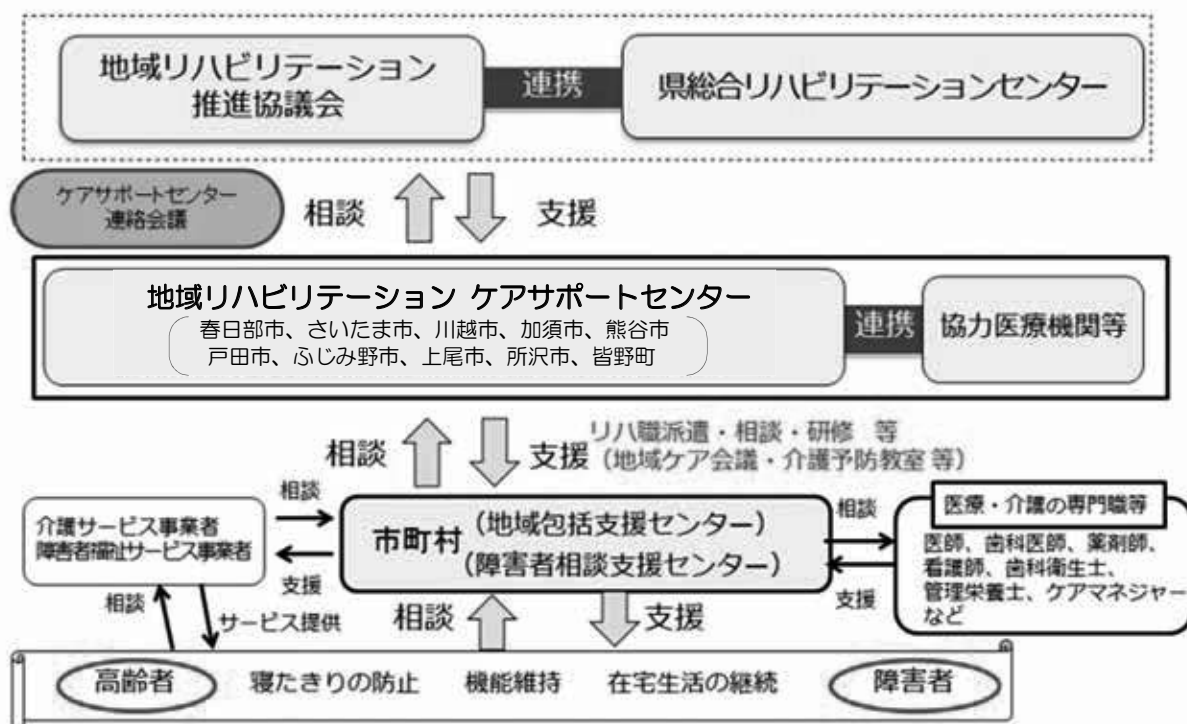 地域リハビリテーション
推進協議会
連携
県総合リハビリテーションセンター
ケアサポートセンター
連絡会議
相談
支援
地域リハビリテーション ケアサポートセンター
春日部市、さいたま市、川越市、加須市、熊谷市
戸田市、ふじみ野市、上尾市、所沢市、皆野町
連携
協力医療機関等
相談
支援
リハ職派遣・相談・研修 等
(地域ケア会議・介護予防教室 等)
介護サービス事業者
障害者福祉サービス事業者
相談
支援
市町村
(地域包括支援センター)
(障害者相談支援センター)
相談
支援
医療・介護の専門職等
医師、歯科医師、薬剤師、
看護師、歯科衛生士、
管理栄養士、ケアマネジャー
など
相談
サービス提供
相談
支援
高齢者
寝たきりの防止
機能維持
在宅生活の継続
障害者